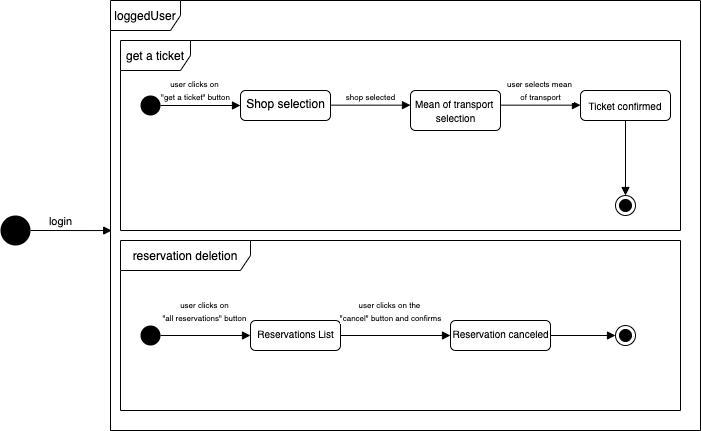 loggedUser
get a ticket
user clicks on
"get a ticket" button
Shop selection
shop selected
Mean of transport
selection
user selects mean
of transport
Ticket confirmed
login
reservation deletion
user clicks on
"all reservations" button
Reservations List
user clicks on the
"cancel" button and confirms
Reservation canceled